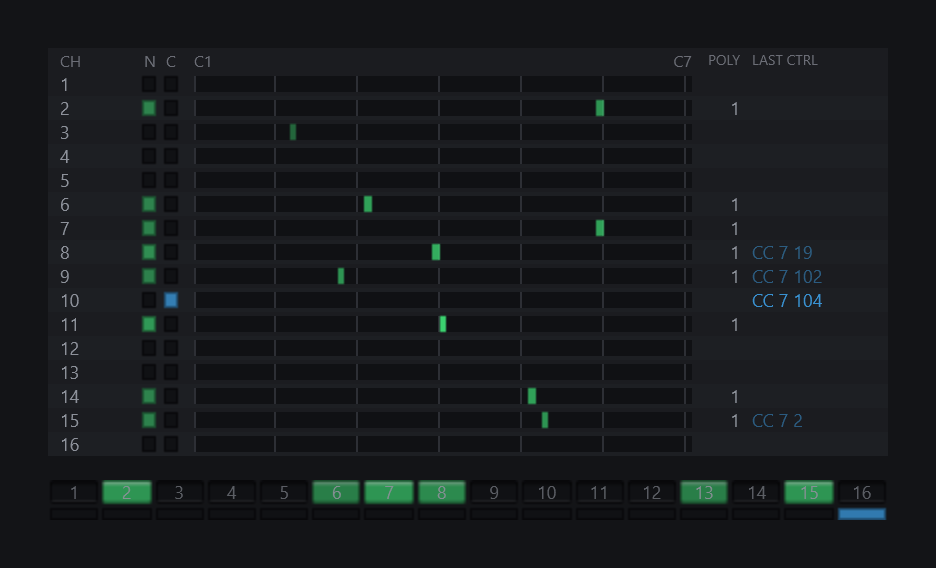 CH N C C1 C7 POLY LAST CTRL
1
2 1
3
4
5
6 1
7 1
8 1 CC 7 19
9 1 CC 7 102
10 CC 7 104
11 1
12
13
14 1
15 1 CC 7 2
16
1 2 3 4 5 6 7 8 9 10 11 12 13 14 15 16